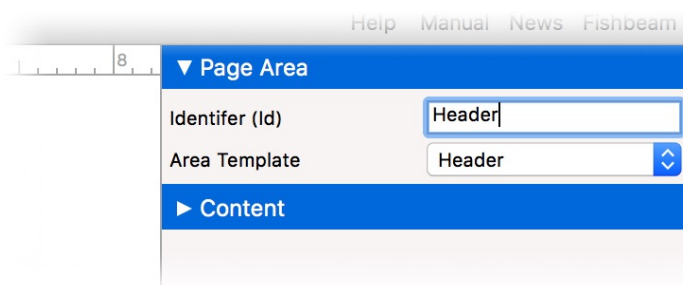 Help Manual News Fishbeam
8
▼ Page Area
Identifer (Id) Header
Area Template Header
► Content